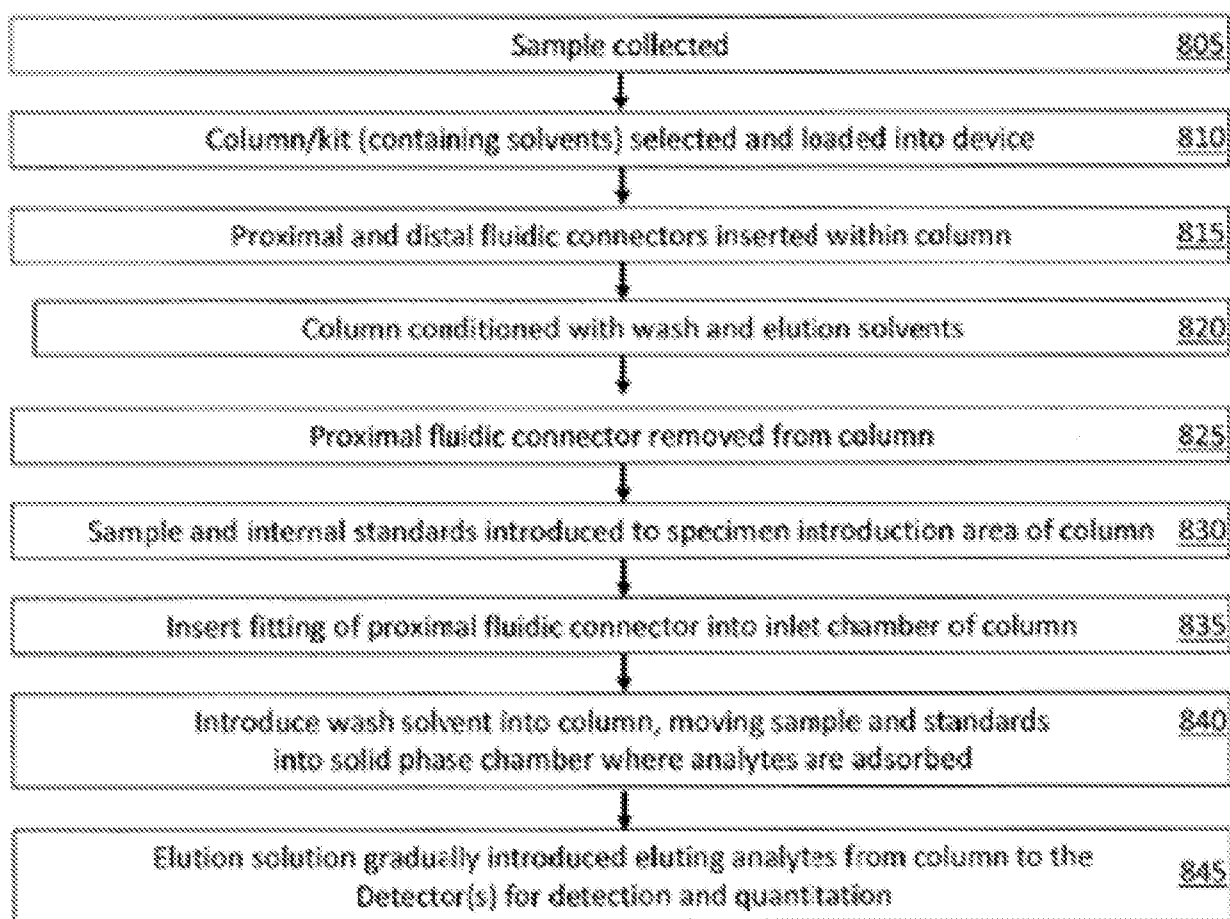 Sample collected 805
Column/kit (containing solvents) selected and loaded into device 810
Proximal and distal fluidic connectors inserted within column 815
Column conditioned with wash and elution solvents 820
Proximal fluidic connector removed from column 825
Sample and internal standards introduced to specimen introduction area of column 830
Insert fitting of proximal fluidic connector into inlet chamber of column 835
Introduce wash solvent into column, moving sample and standards 840
into solid phase chamber where analytes are adsorbed
Elution solution gradually introduced eluting analytes from column to the 845
Detector(s) for detection and quantitation